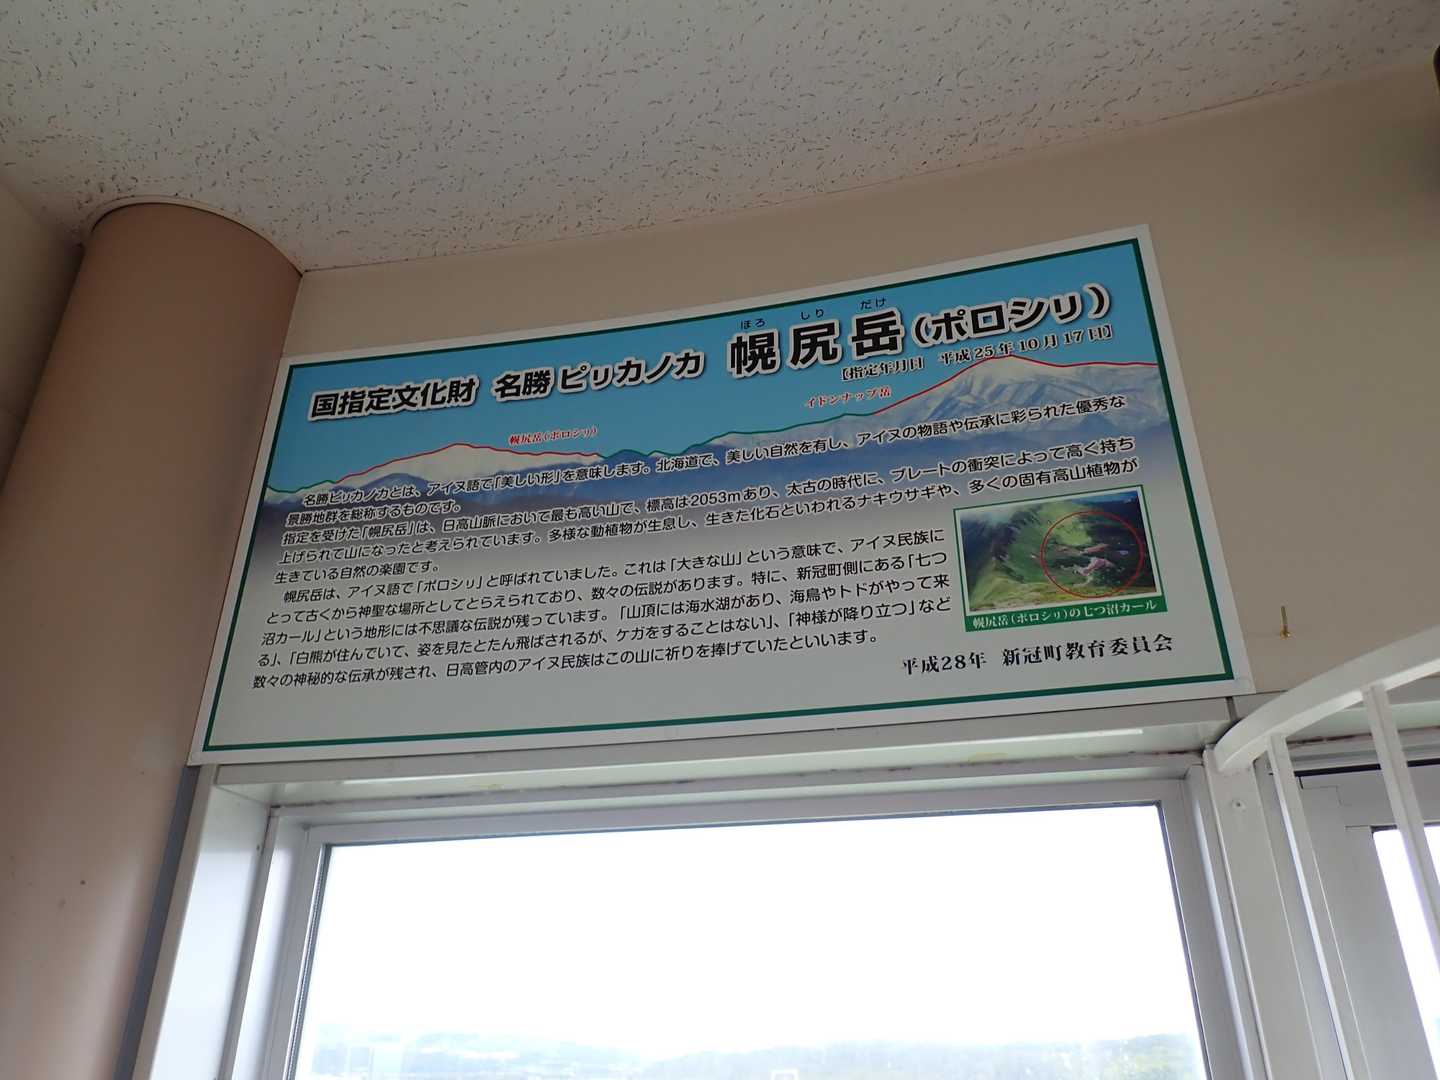 国指定文化財 名勝 ピリカノカ 幌尻岳(ポロシリ)
ほろ しり だけ
【指定年月日 平成25年10月17日】
幌尻岳(ポロシリ)
イドンナップ岳
名勝ピリカノカとは、アイヌ語で「美しい形」を意味します。北海道で、美しい自然を有し、アイヌの物語や伝承に彩られた優秀な
景勝地群を総称するものです。
指定を受けた「幌尻岳」は、日高山脈において最も高い山で、標高は2053mあり、太古の時代に、プレートの衝突によって高く持ち
上げられて山になったと考えられています。多様な動植物が生息し、生きた化石といわれるナキウサギや、多くの固有高山植物が
生きている自然の楽園です。
幌尻岳は、アイヌ語で「ポロシリ」と呼ばれていました。これは「大きな山」という意味で、アイヌ民族に
とって古くから神聖な場所としてとらえられており、数々の伝説があります。特に、新冠町側にある「七つ
沼カール」という地形には不思議な伝説が残っています。「山頂には海水湖があり、海鳥やトドがやって来
る」、「白熊が住んでいて、姿を見たとたん飛ばされるが、ケガをすることはない」、「神様が降り立つ」など
数々の神秘的な伝承が残され、日高管内のアイヌ民族はこの山に祈りを捧げていたといいます。
幌尻岳(ポロシリ)の七つ沼カール
平成28年 新冠町教育委員会